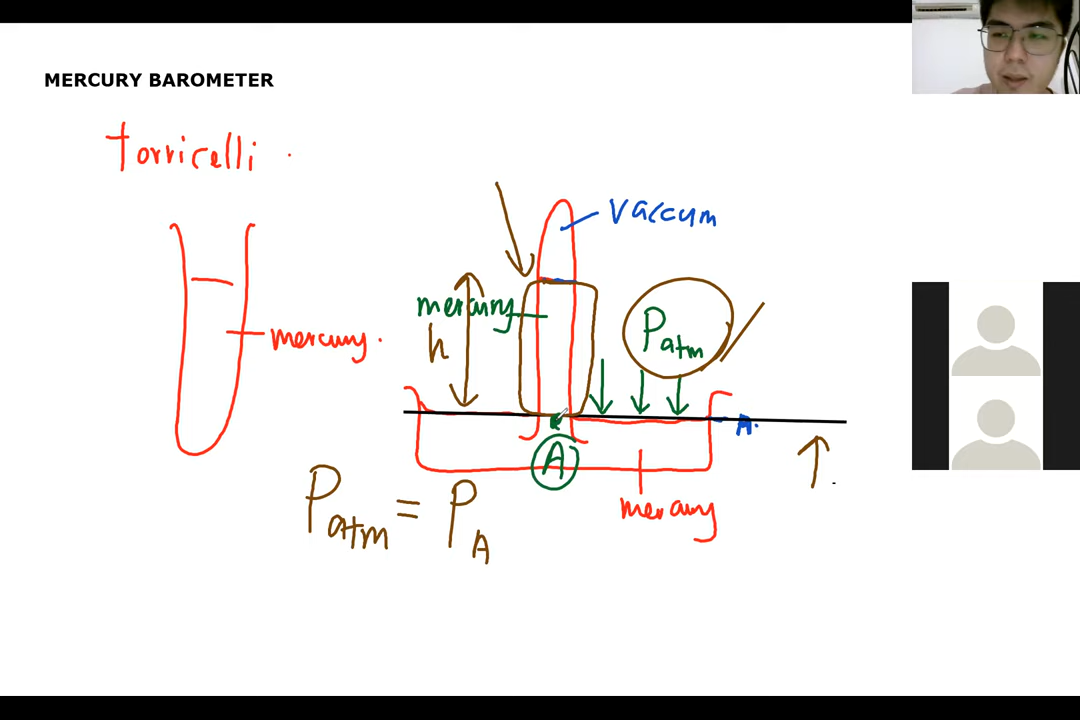 MERCURY BAROMETER
torricelli
vaccum
mercury
h
Patm
mercury.
A.
A
mercury
Patm = PA